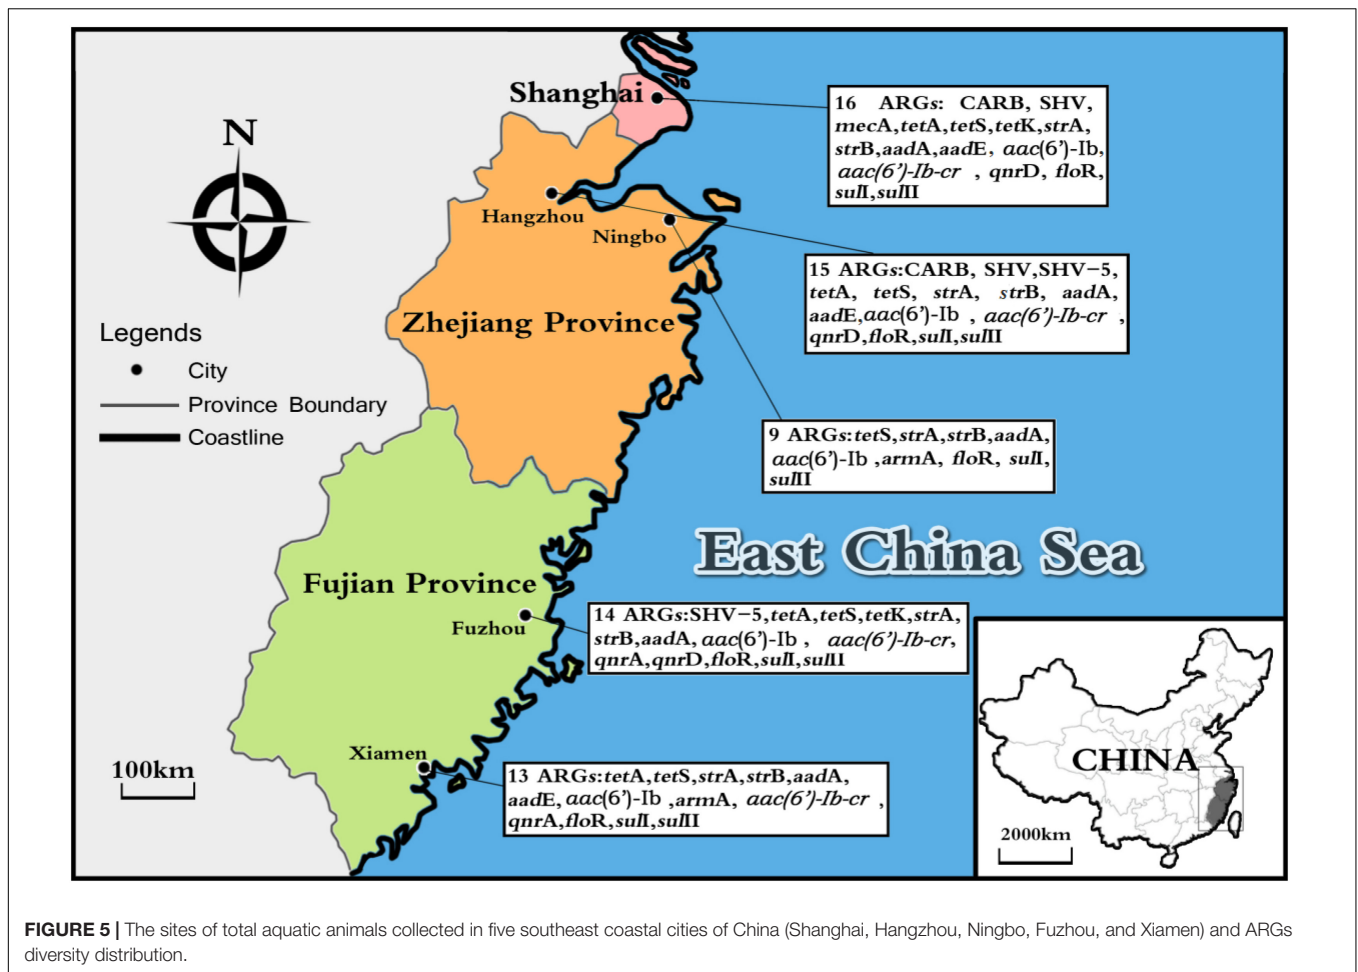 Shanghai
N
16 ARGs: CARB, SHV,
mecA,tetA,tetS,tetK,strA,
strB,aadA,aadE, aac(6’)-Ib,
aac(6’)-Ib-cr , qnrD, floR,
sulI,sulII
Hangzhou
Ningbo
15 ARGs:CARB, SHV,SHV−5,
tetA, tetS, strA, strB, aadA,
aadE,aac(6’)-Ib , aac(6’)-Ib-cr ,
qnrD,floR,sulI,sulII
Zhejiang Province
Legends
City
Province Boundary
Coastline
9 ARGs:tetS,strA,strB,aadA,
aac(6’)-Ib ,armA, floR, sulI,
sulII
East China Sea
Fujian Province
Fuzhou
14 ARGs:SHV−5,tetA,tetS,tetK,strA,
strB,aadA, aac(6’)-Ib , aac(6’)-Ib-cr,
qnrA,qnrD,floR,sulI,sulII
Xiamen
13 ARGs:tetA,tetS,strA,strB,aadA,
aadE, aac(6’)-Ib ,armA, aac(6’)-Ib-cr ,
qnrA,floR,sulI,sulII
100km
CHINA
2000km
FIGURE 5 | The sites of total aquatic animals collected in five southeast coastal cities of China (Shanghai, Hangzhou, Ningbo, Fuzhou, and Xiamen) and ARGs
diversity distribution.